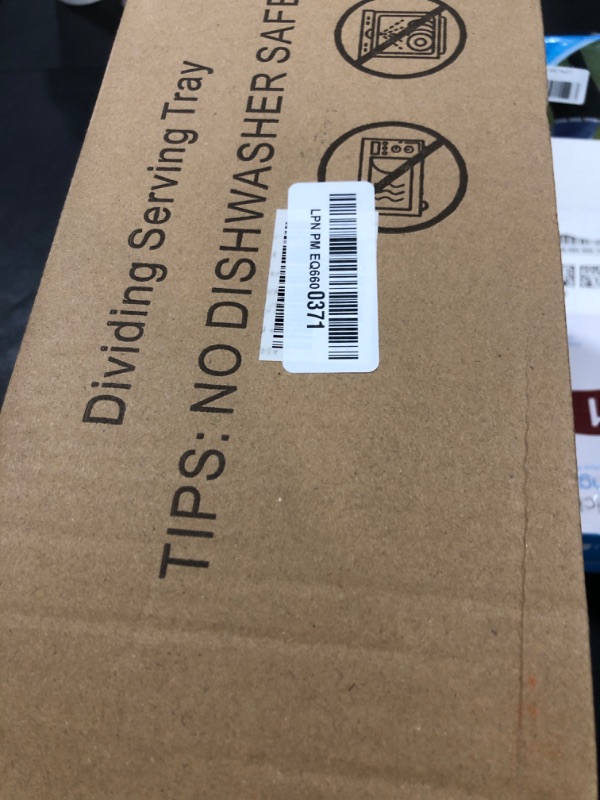 Dividing Serving Tray
TIPS: NO DISHWASHER SAFE
LPN PM EQ6600371